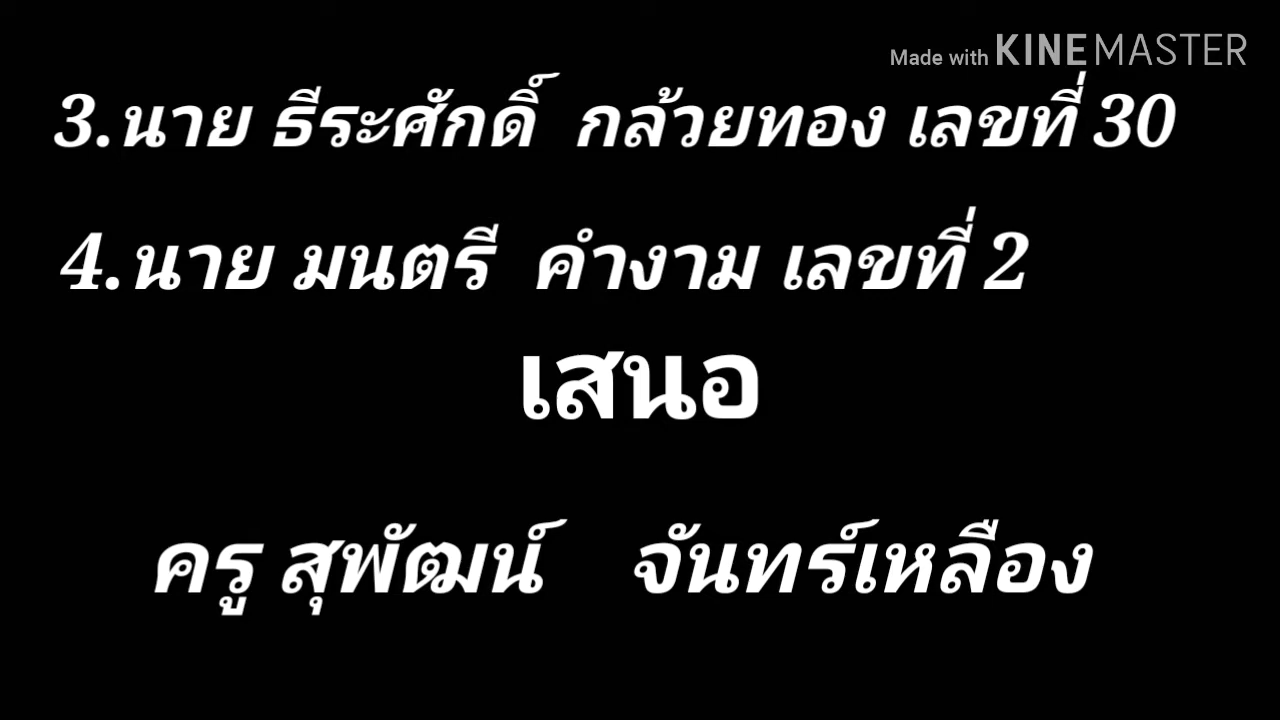 Made with KINEMASTER
3.นาย ธีระศักดิ์ กล้วยทอง เลขที่ 30
4.นาย มนตรี คำงาม เลขที่ 2
เสนอ
ครู สุพัฒน์ จันทร์เหลือง